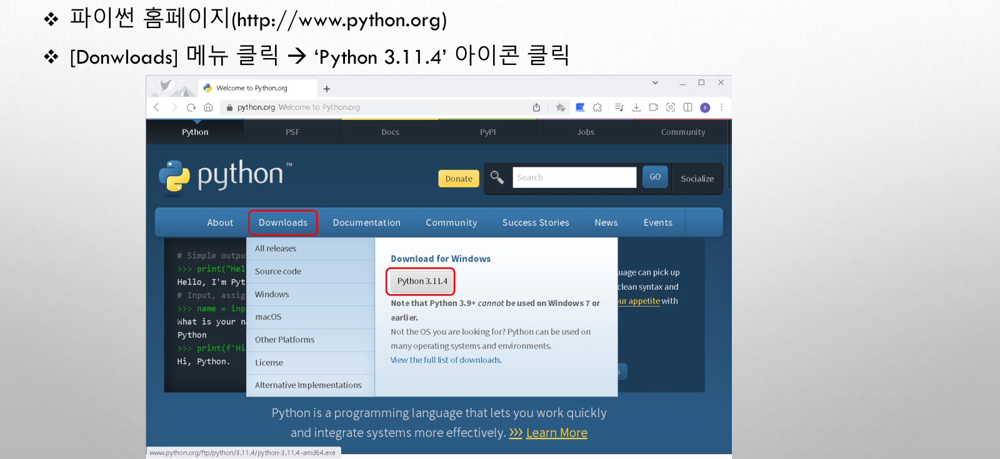 ❖ 파이썬 홈페이지(http://www.python.org)
❖ [Donwloads] 메뉴 클릭 → ‘Python 3.11.4’ 아이콘 클릭
Welcome to Python.org
python.org Welcome to Python.org
B
Python PSF Docs PyPI Jobs Community
python™
Donate Search GO Socialize
About Downloads Documentation Community Success Stories News Events
All releases
Source code
Windows
macOS
Other Platforms
License
Alternative Implementations
Download for Windows
Python 3.11.4
Note that Python 3.9+ cannot be used on Windows 7 or
earlier.
Not the OS you are looking for? Python can be used on
many operating systems and environments.
View the full list of downloads.
# Simple outpu
>>> print("Hel
Hello, I'm Pyt
# Input, assig
>>> name = inp
What is your n
Python
>>> print(f'Hi
Hi, Python.
uage can pick up
clean syntax and
ur appetite with
Python is a programming language that lets you work quickly
and integrate systems more effectively. >>> Learn More
www.python.org/ftp/python/3.11.4/python-3.11.4-amd64.exe